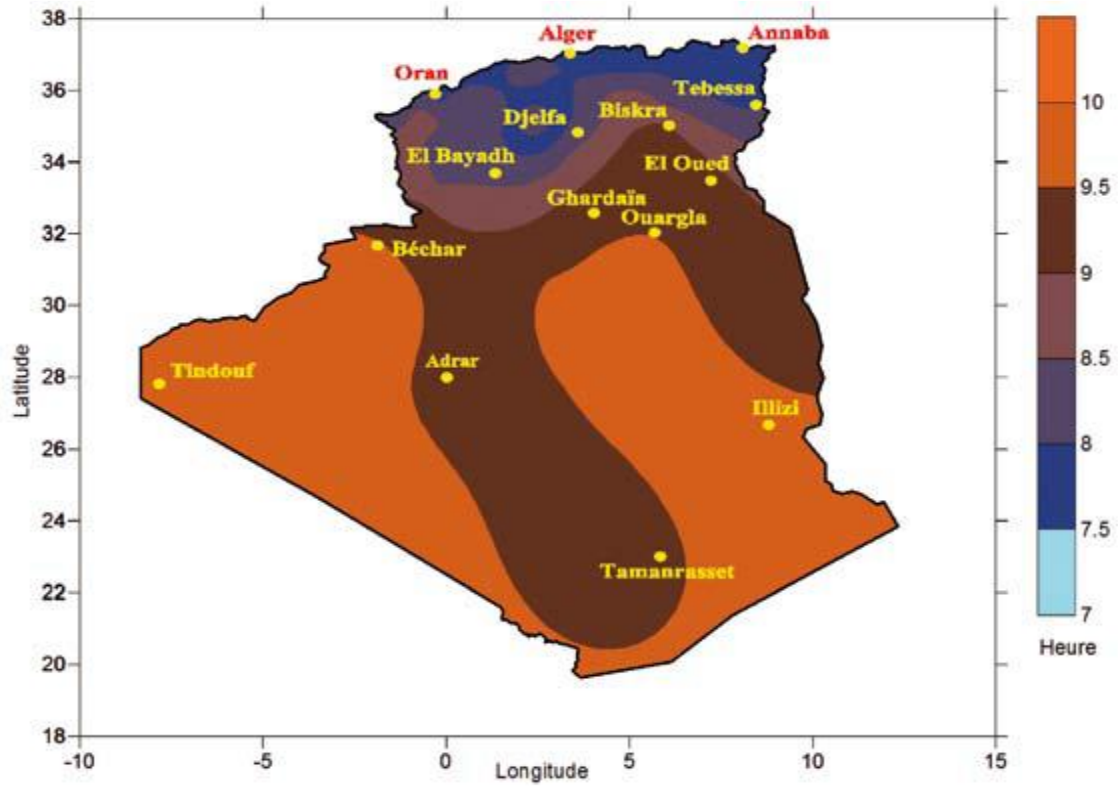 38
36
34
32
30
28
26
24
22
20
18
Latitude
-10
-5
0
5
10
15
Longitude
Alger
Annaba
Oran
Tebessa
Djelfa
Biskra
El Bayadh
El Oued
Ghardaïa
Ouargla
Béchar
Adrar
Tindouf
Illizi
Tamanrasset
10
9.5
9
8.5
8
7.5
7
Heure